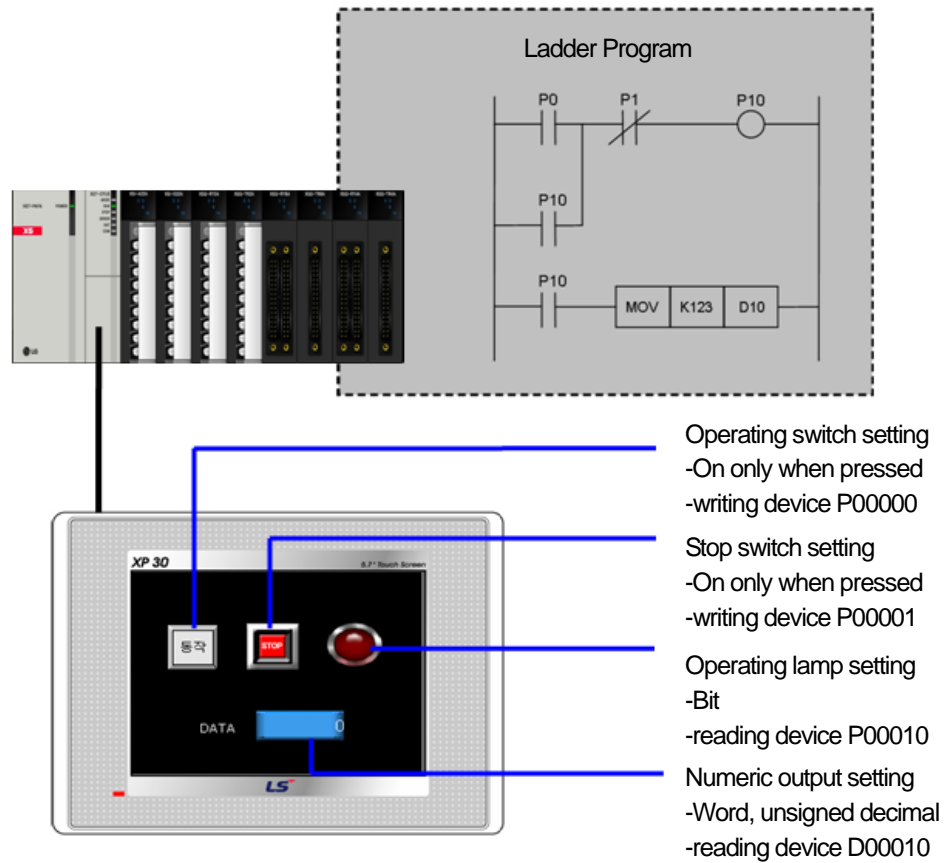 Ladder Program
P0
P1
P10
P10
P10
MOV
K123
D10
XS
Operating switch setting
-On only when pressed
-writing device P00000
Stop switch setting
-On only when pressed
-writing device P00001
Operating lamp setting
-Bit
-reading device P00010
Numeric output setting
-Word, unsigned decimal
-reading device D00010
XP 30
5.7" Touch Screen
동작
STOP
DATA
0
LS